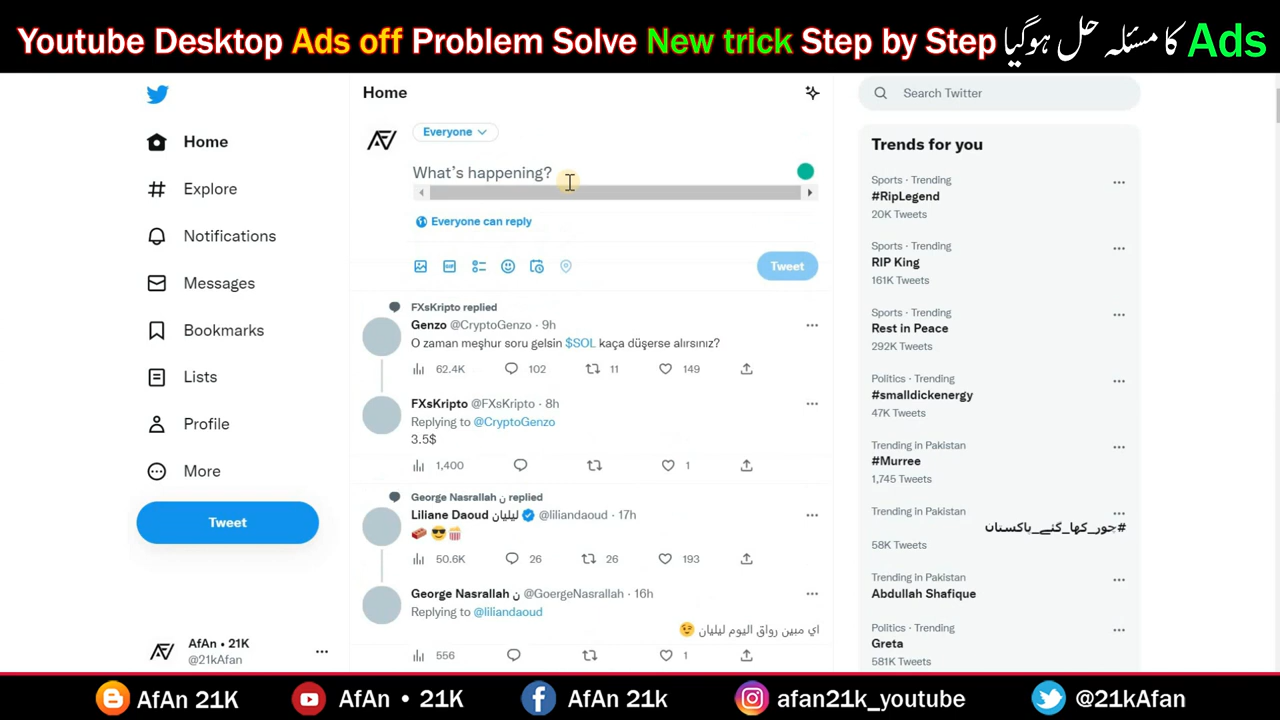 Youtube Desktop Ads off Problem Solve New trick Step by Step کا مسئلہ حل ہوگیا Ads
Home
Explore
Notifications
Messages
Bookmarks
Lists
Profile
More
Tweet
AfAn • 21K
@21kAfan
Home
Everyone
What's happening?
Everyone can reply
GIF
Tweet
FXsKripto replied
Genzo @CryptoGenzo · 9h
O zaman meşhur soru gelsin $SOL kaça düşerse alırsınız?
62.4K 102 11 149
FXsKripto @FXsKripto · 8h
Replying to @CryptoGenzo
3.5$
1,400 1
George Nasrallah ن replied
Liliane Daoud ليليان @liliandaoud · 17h
🌭 😎🍿
50.6K 26 26 193
George Nasrallah ن @GoergeNasrallah · 16h
Replying to @liliandaoud
اي مبين رواق اليوم ليليان 😉
556 1
Search Twitter
Trends for you
Sports · Trending
#RipLegend
20K Tweets
Sports · Trending
RIP King
161K Tweets
Sports · Trending
Rest in Peace
292K Tweets
Politics · Trending
#smalldickenergy
47K Tweets
Trending in Pakistan
#Murree
1,745 Tweets
Trending in Pakistan
#چور_کھا_گئے_پاکستان
58K Tweets
Trending in Pakistan
Abdullah Shafique
Politics · Trending
Greta
581K Tweets
AfAn 21K
AfAn • 21K
AfAn 21k
afan21k_youtube
@21kAfan